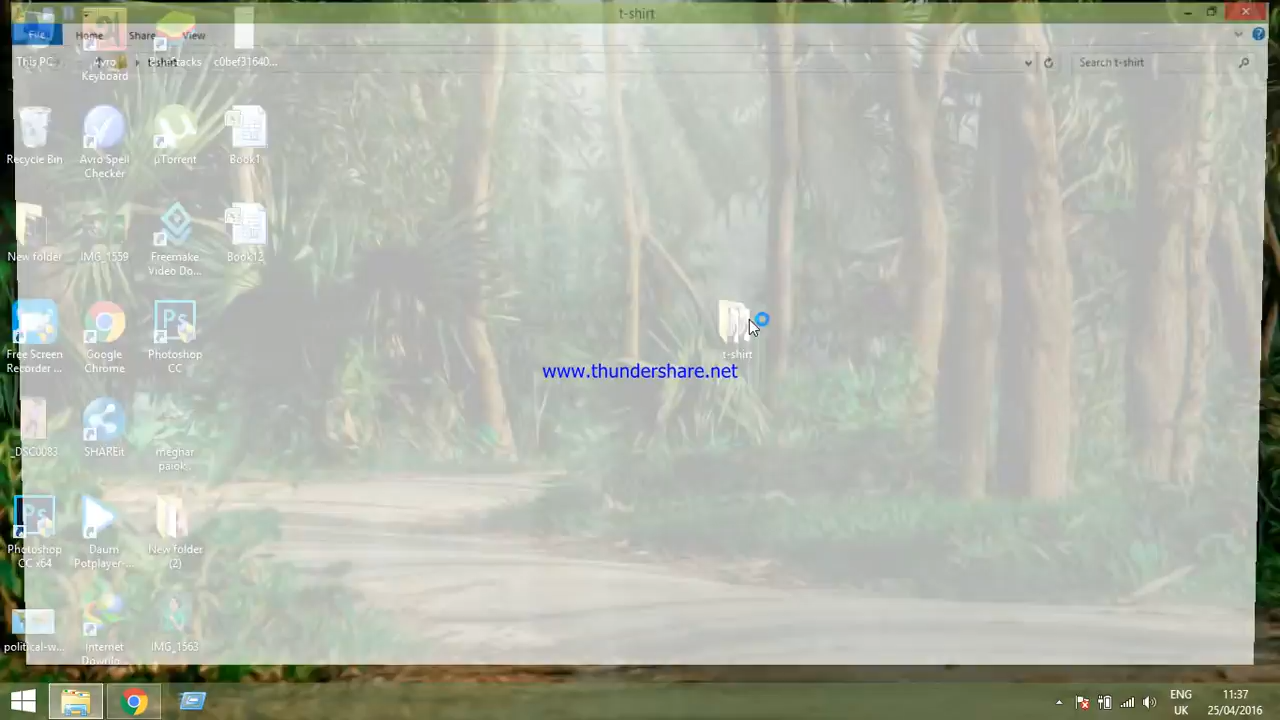 t-shirt
File
Home
Share
View
Search t-shirt
This PC
Avro
Keyboard
c0bef31640...
Recycle Bin
Avro Spell
Checker
µTorrent
Book1
New folder
IMG_1559
Freemake
Video Do...
Book12
Free Screen
Recorder ...
Google
Chrome
Photoshop
CC
t-shirt
www.thundershare.net
_DSC0083
SHAREit
meghar
paiok...
Photoshop
CC x64
Daum
Potplayer-...
New folder
(2)
political-w...
Internet
Downlo...
IMG_1563
ENG
UK
11:37
25/04/2016